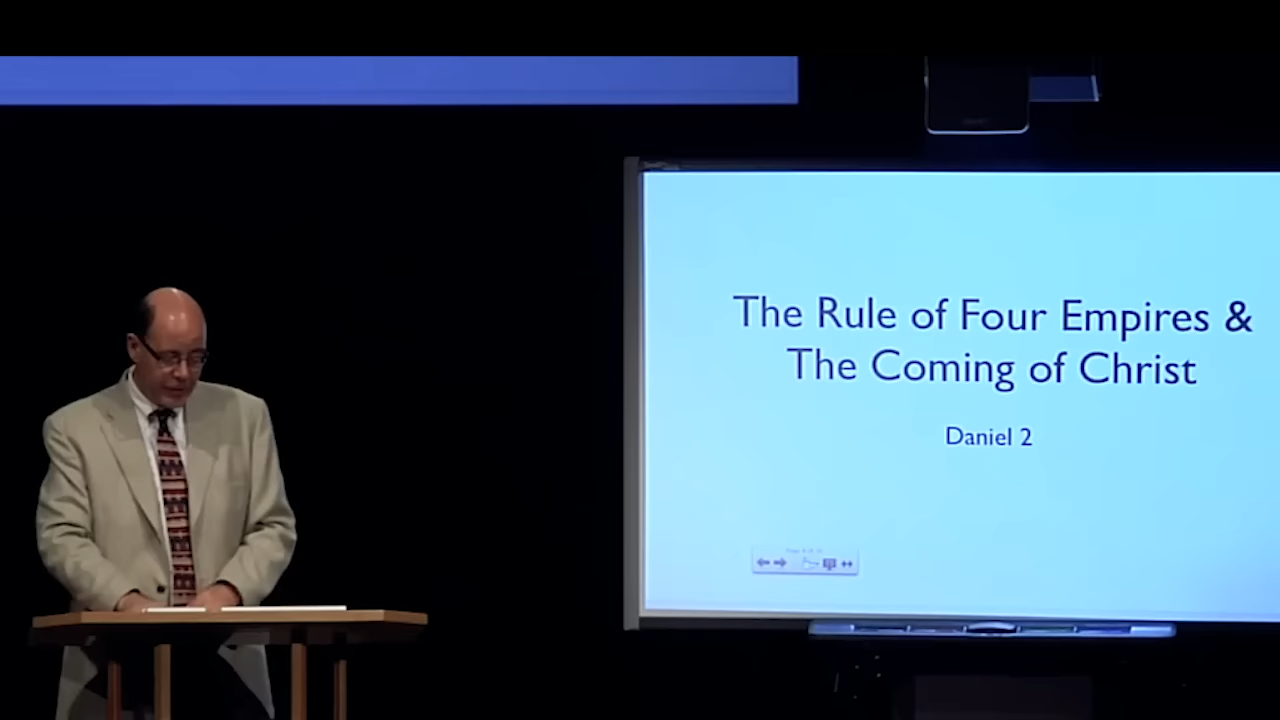 The Rule of Four Empires &
The Coming of Christ
Daniel 2